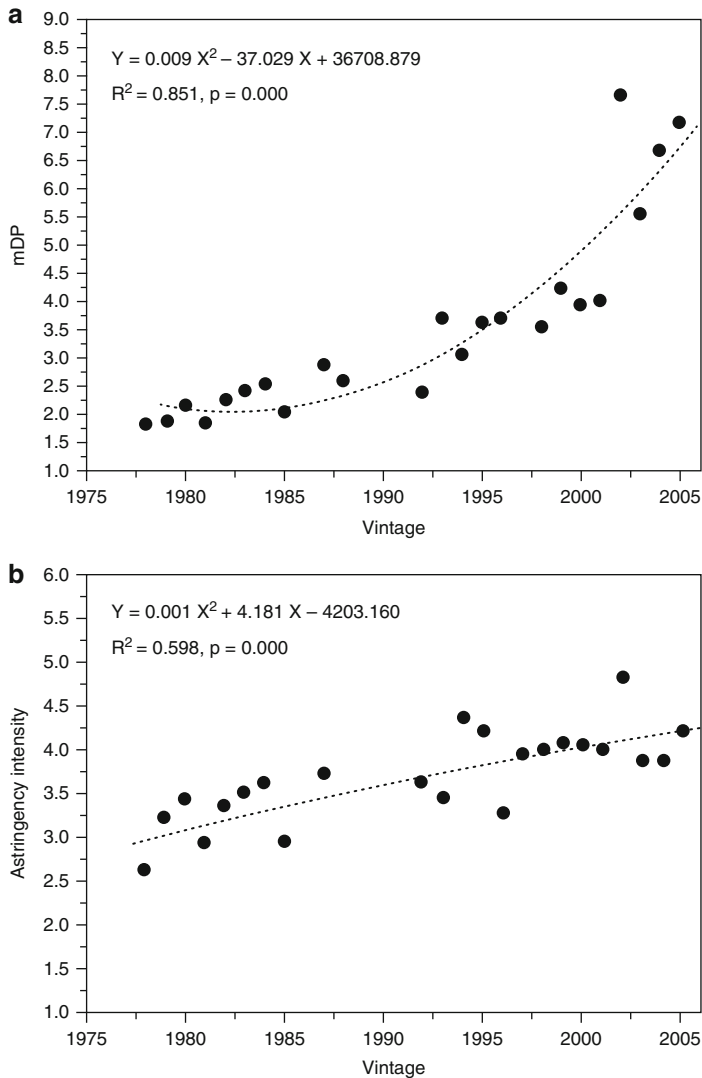 a
9.0
8.5
8.0
7.5
7.0
6.5
6.0
5.5
5.0
4.5
4.0
3.5
3.0
2.5
2.0
1.5
1.0
mDP
Y = 0.009 X² – 37.029 X + 36708.879
R² = 0.851, p = 0.000
1975 1980 1985 1990 1995 2000 2005
Vintage
b
6.0
5.5
5.0
4.5
4.0
3.5
3.0
2.5
2.0
1.5
1.0
Astringency intensity
Y = 0.001 X² + 4.181 X – 4203.160
R² = 0.598, p = 0.000
1975 1980 1985 1990 1995 2000 2005
Vintage